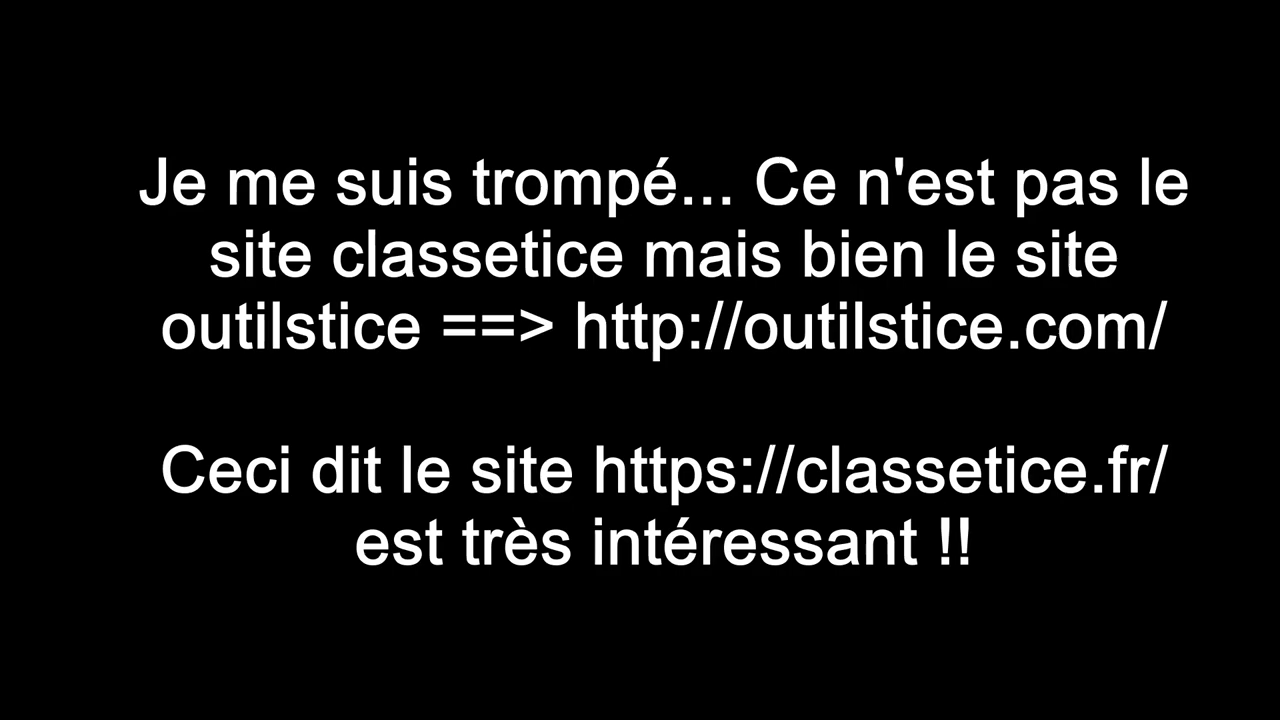 Je me suis trompé... Ce n'est pas le
site classetice mais bien le site
outilstice ==> http://outilstice.com/
Ceci dit le site https://classetice.fr/
est très intéressant !!